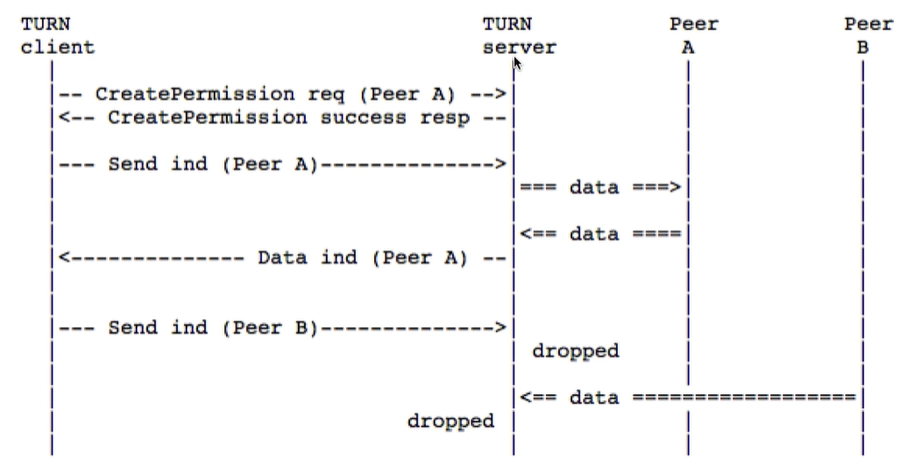 TURN TURN Peer Peer
client server A B
-- CreatePermission req (Peer A) -->
<-- CreatePermission success resp --
--- Send ind (Peer A)-------------->
=== data ===>
<== data ====
<-------------- Data ind (Peer A) --
--- Send ind (Peer B)-------------->
dropped
<== data ==================
dropped